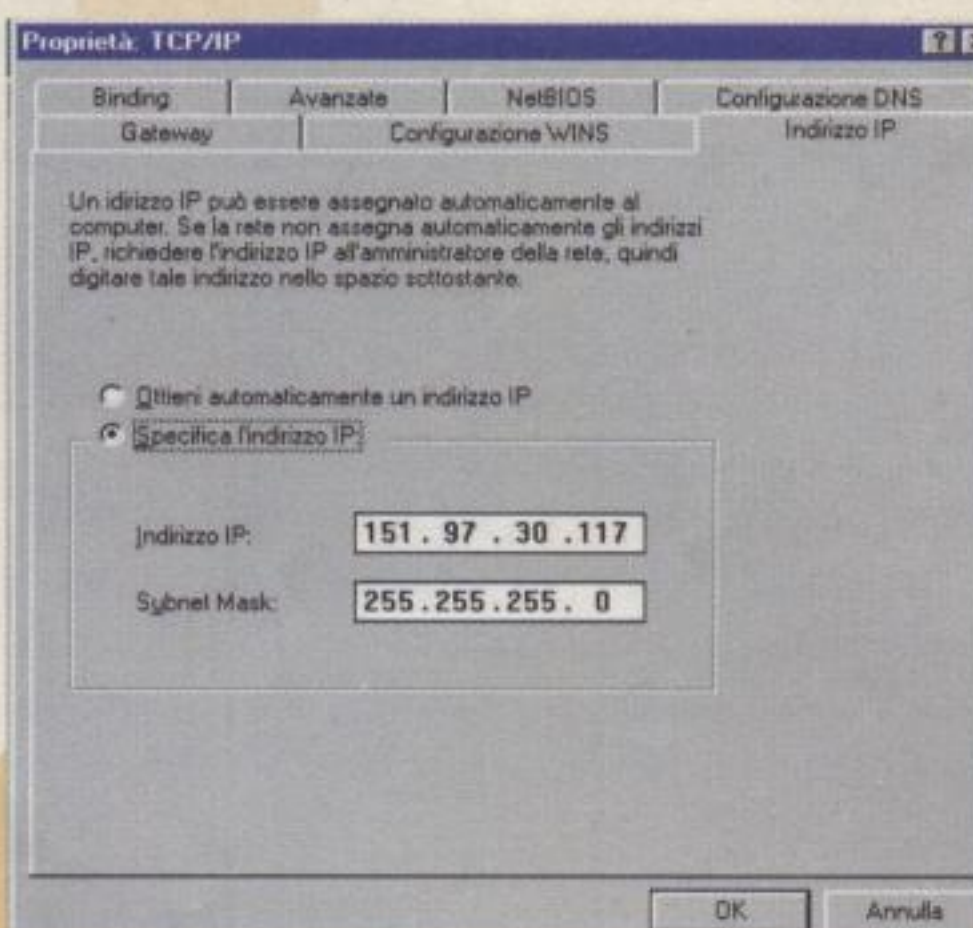 Proprietà: TCP/IP
Binding Avanzate NetBIOS Configurazione DNS
Gateway Configurazione WINS Indirizzo IP
Un idirizzo IP può essere assegnato automaticamente al
computer. Se la rete non assegna automaticamente gli indirizzi
IP, richiedere l'indirizzo IP all'amministratore della rete, quindi
digitare tale indirizzo nello spazio sottostante.
Ottieni automaticamente un indirizzo IP
Specifica l'indirizzo IP:
Indirizzo IP: 151 . 97 . 30 .117
Subnet Mask: 255.255.255. 0
OK Annulla